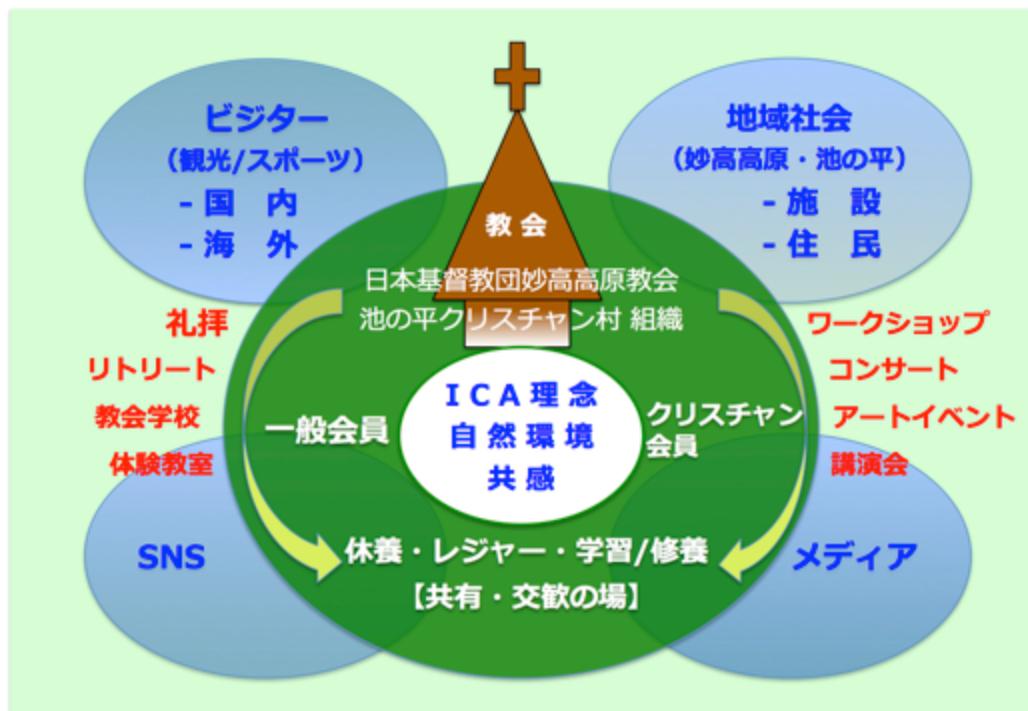 ビジター
（観光/スポーツ）
- 国　内
- 海　外
地域社会
（妙高高原・池の平）
- 施　設
- 住　民
教 会
日本基督教団妙高高原教会
池の平クリスチャン村 組織
礼拝
リトリート
教会学校
体験教室
ワークショップ
コンサート
アートイベント
講演会
一般会員
ＩＣＡ理念
自然環境
共感
クリスチャン
会員
休養・レジャー・学習/修養
【共有・交歓の場】
SNS
メディア